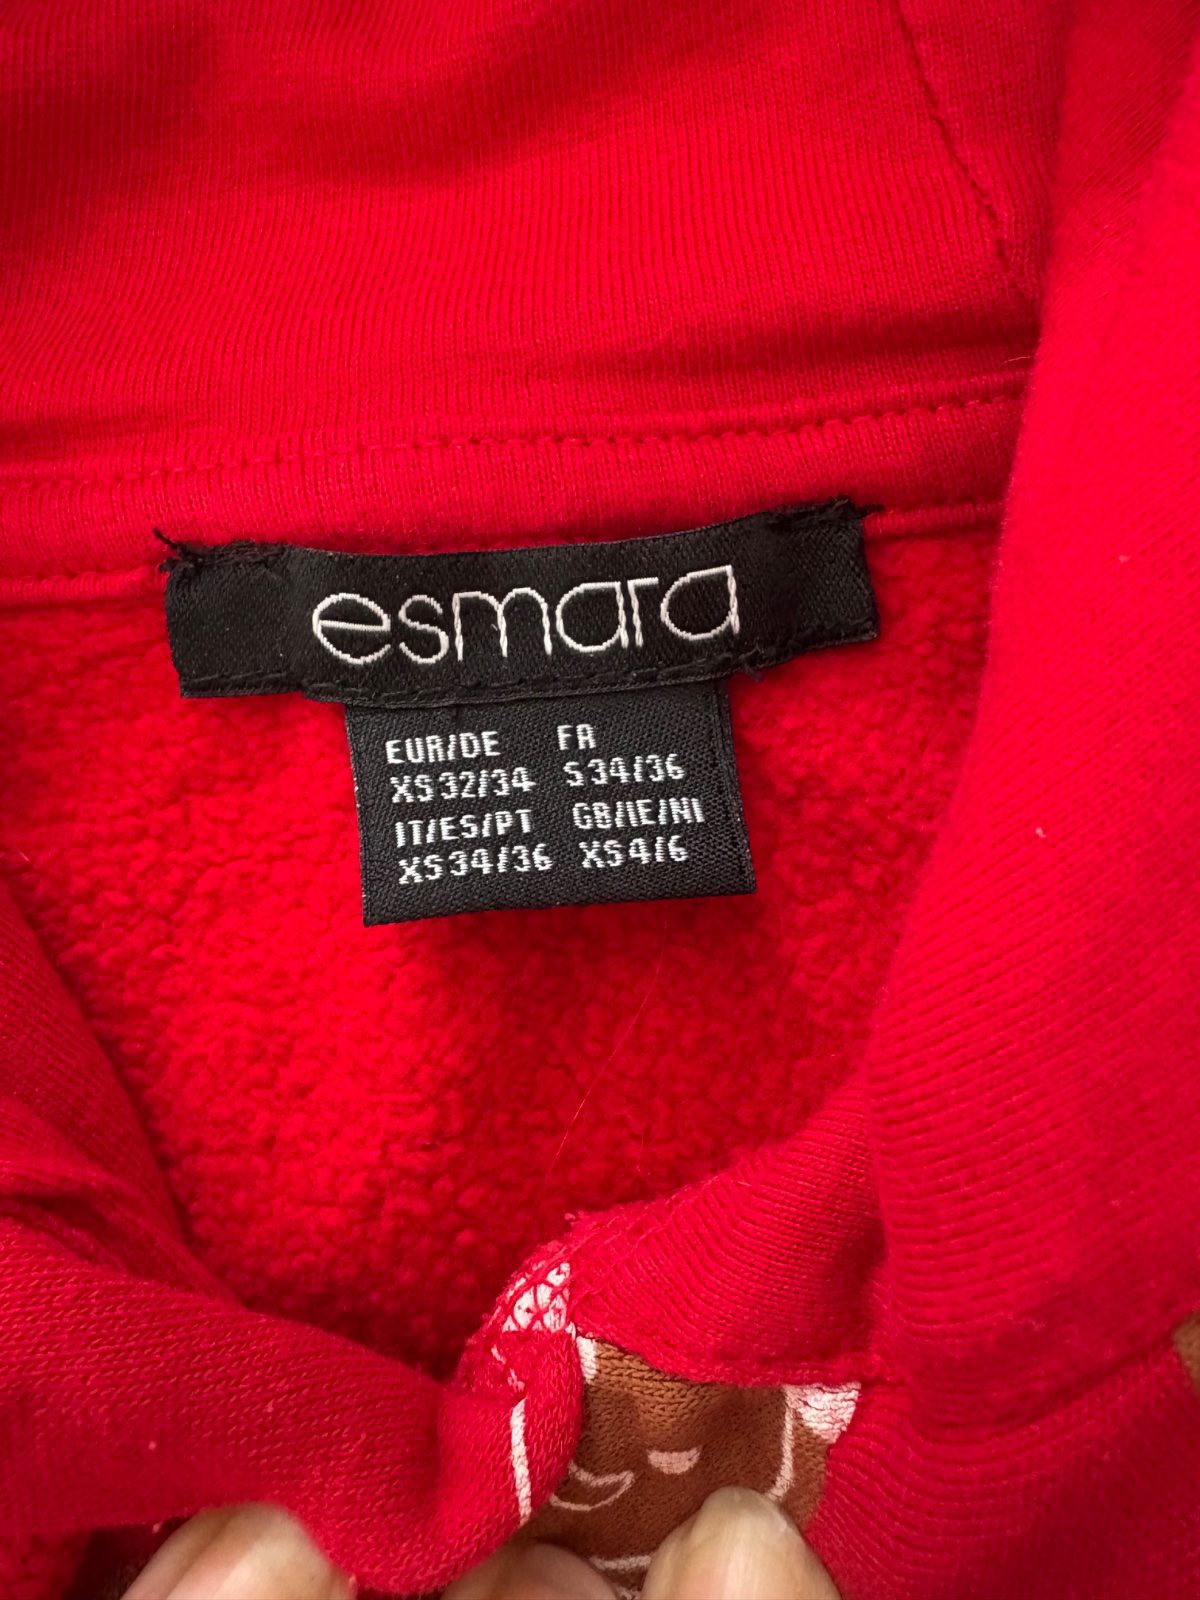 esmara
EUR/DE FR
XS 32/34 S 34/36
IT/ES/PT GB/IE/NI
XS 34/36 XS 4/6